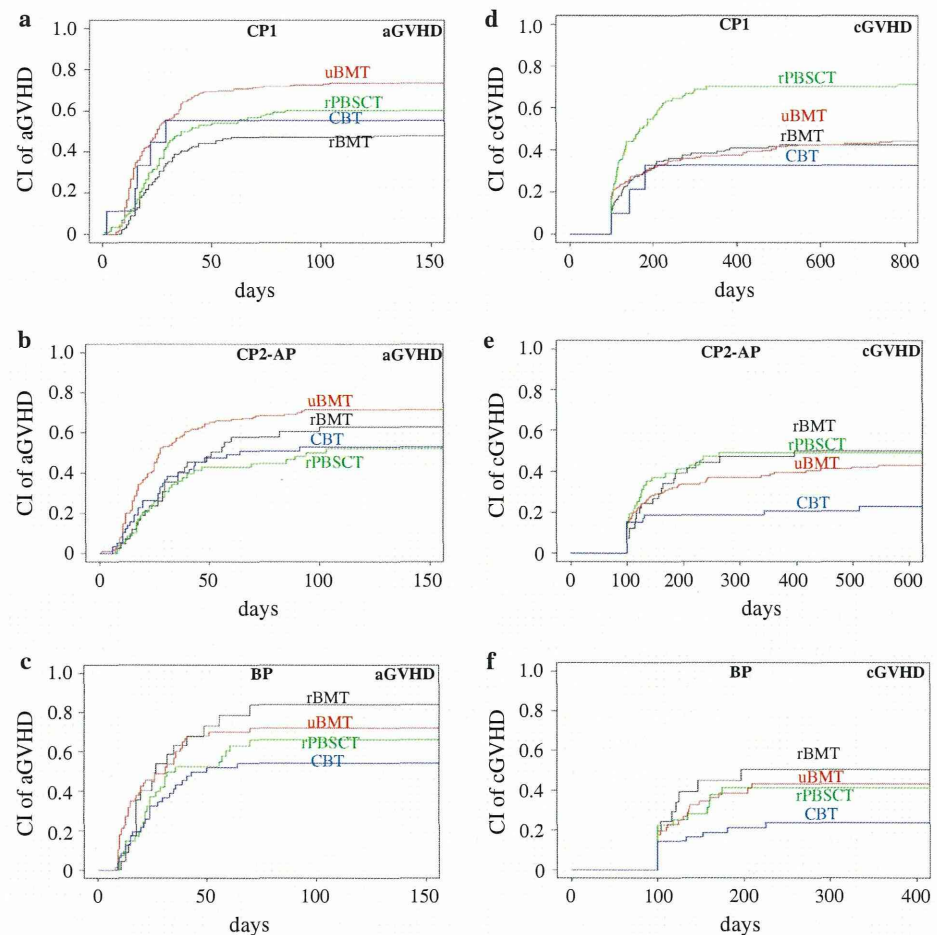 a
CP1 aGVHD
CI of aGVHD
1.0
0.8
0.6
0.4
0.2
0
uBMT
rPBSCT
CBT
rBMT
0 50 100 150
days
d
CP1 cGVHD
CI of cGVHD
1.0
0.8
0.6
0.4
0.2
0
rPBSCT
uBMT
rBMT
CBT
0 200 400 600 800
days
b
CP2-AP aGVHD
CI of aGVHD
1.0
0.8
0.6
0.4
0.2
0
uBMT
rBMT
CBT
rPBSCT
0 50 100 150
days
e
CP2-AP cGVHD
CI of cGVHD
1.0
0.8
0.6
0.4
0.2
0
rBMT
rPBSCT
uBMT
CBT
0 100 200 300 400 500 600
days
c
BP aGVHD
CI of aGVHD
1.0
0.8
0.6
0.4
0.2
0
rBMT
uBMT
rPBSCT
CBT
0 50 100 150
days
f
BP cGVHD
CI of cGVHD
1.0
0.8
0.6
0.4
0.2
0
rBMT
uBMT
rPBSCT
CBT
0 100 200 300 400
days